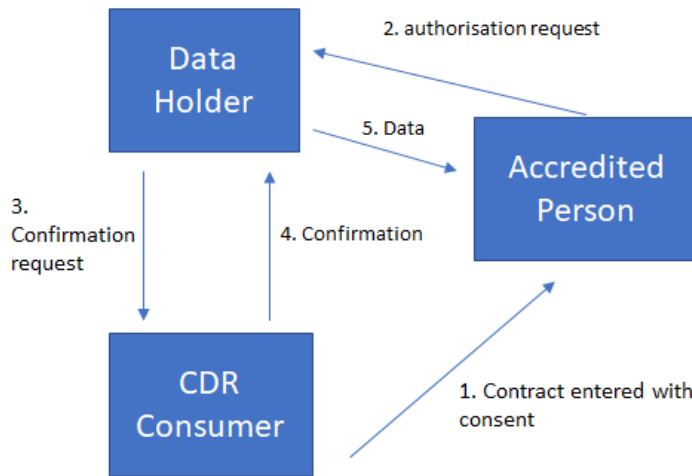 2. authorisation request
Data
Holder
5. Data
Accredited
Person
3.
Confirmation
request
4. Confirmation
CDR
Consumer
1. Contract entered with
consent